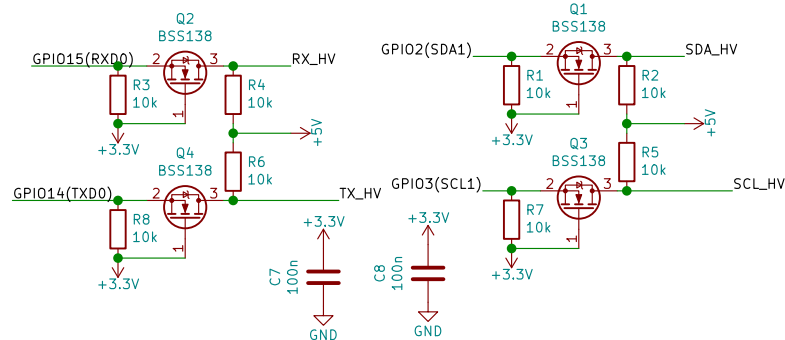 Q2
BSS138
GPIO15(RXD0)
2
3
RX_HV
1
R3
10k
R4
10k
+3.3V
+5V
Q4
BSS138
R6
10k
GPIO14(TXD0)
2
3
TX_HV
1
R8
10k
+3.3V
Q1
BSS138
GPIO2(SDA1)
2
3
SDA_HV
1
R1
10k
R2
10k
+3.3V
+5V
Q3
BSS138
R5
10k
GPIO3(SCL1)
2
3
SCL_HV
1
R7
10k
+3.3V
+3.3V
C7
100n
GND
+3.3V
C8
100n
GND